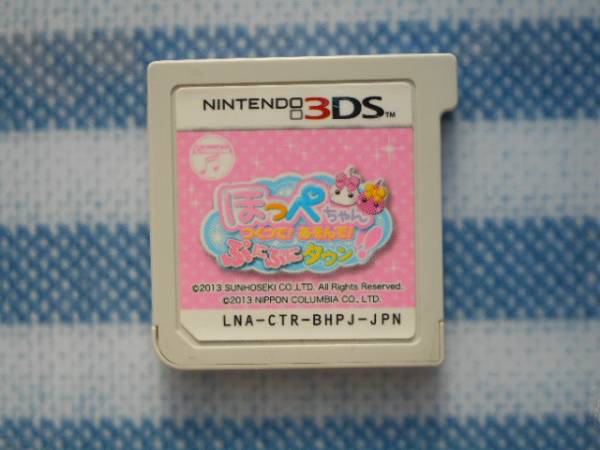 NINTENDO 3DS™
Columbia
ほっぺちゃん
つくって!あそんで!
ぷにぷにタウン!!
©2013 SUNHOSEKI CO.,LTD. All Rights Reserved.
©2013 NIPPON COLUMBIA CO., LTD.
LNA-CTR-BHPJ-JPN